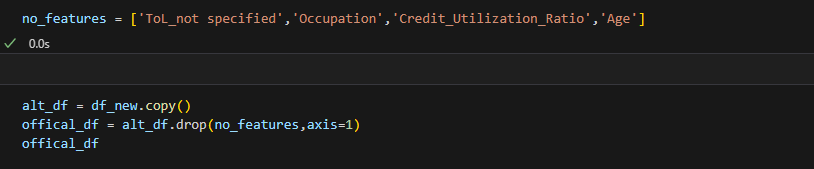 no_features = ['ToL_not specified','Occupation','Credit_Utilization_Ratio','Age']
✓ 0.0s
alt_df = df_new.copy()
offical_df = alt_df.drop(no_features,axis=1)
offical_df